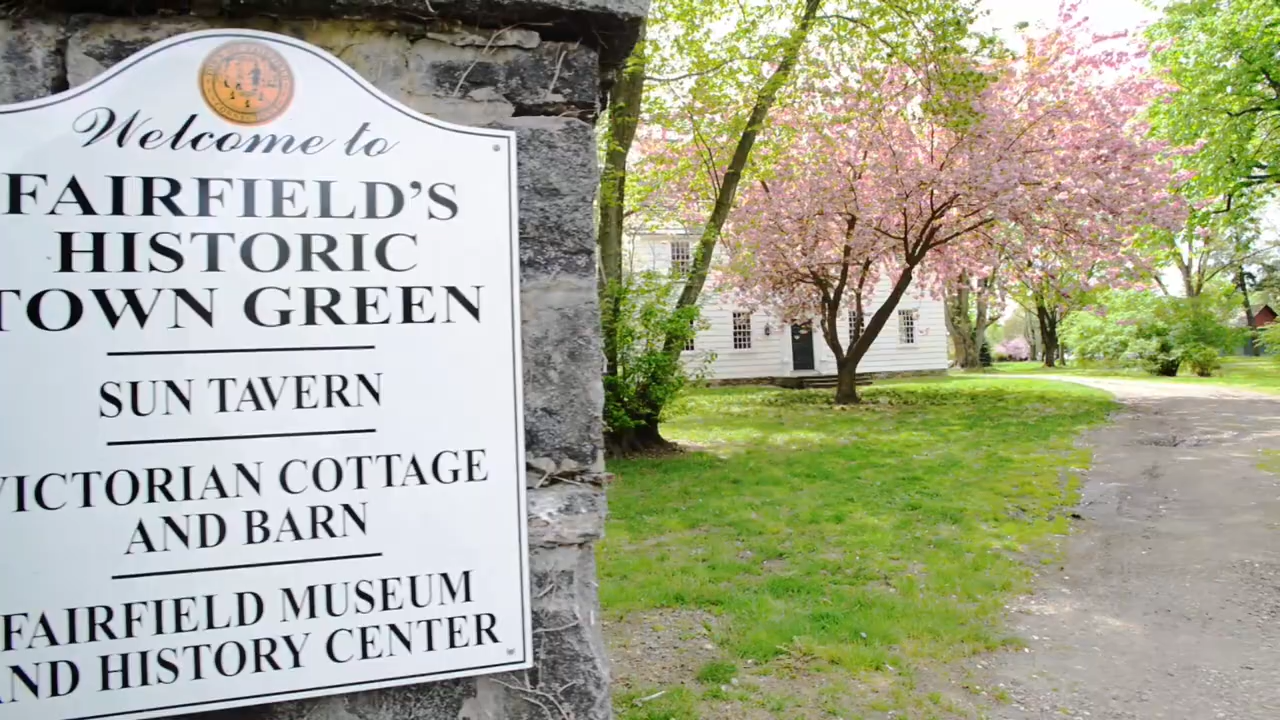 Welcome to
FAIRFIELD'S
HISTORIC
TOWN GREEN
SUN TAVERN
VICTORIAN COTTAGE
AND BARN
FAIRFIELD MUSEUM
AND HISTORY CENTER